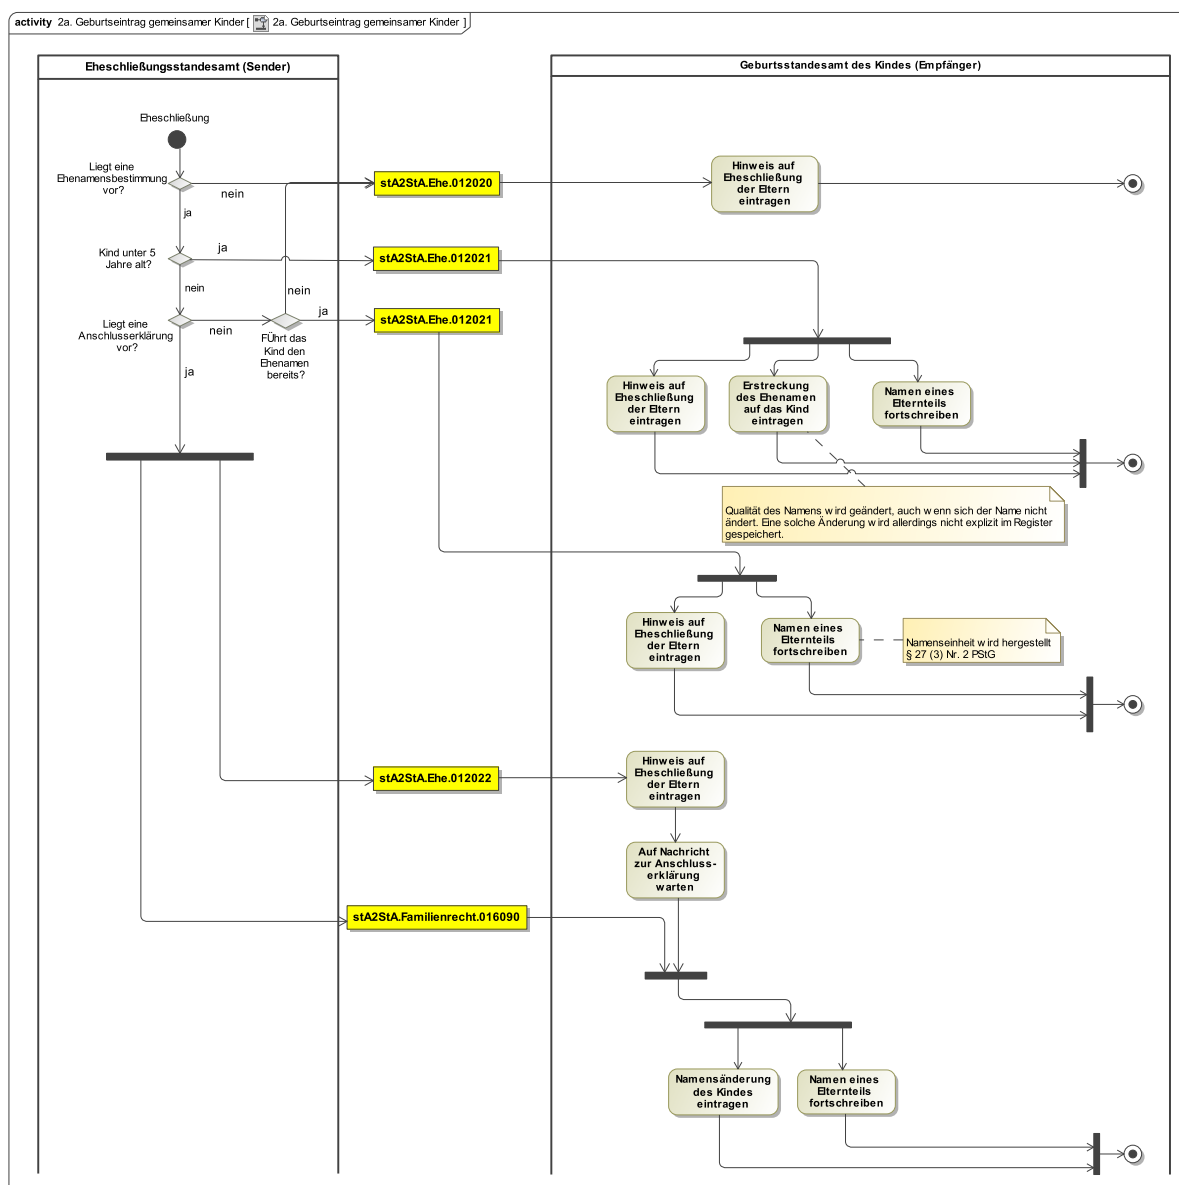 activity 2a. Geburtseintrag gemeinsamer Kinder [ 2a. Geburtseintrag gemeinsamer Kinder ]
Eheschließungsstandesamt (Sender)
Geburtsstandesamt des Kindes (Empfänger)
Eheschließung
Liegt eine
Ehenamensbestimmung
vor?
nein
ja
stA2StA.Ehe.012020
Hinweis auf
Eheschließung
der Eltern
eintragen
Kind unter 5
Jahre alt?
ja
nein
stA2StA.Ehe.012021
nein
Liegt eine
Anschlusserklärung
vor?
nein
ja
FÜhrt das
Kind den
Ehenamen
bereits?
ja
stA2StA.Ehe.012021
Hinweis auf
Eheschließung
der Eltern
eintragen
Erstreckung
des Ehenamen
auf das Kind
eintragen
Namen eines
Elternteils
fortschreiben
Qualität des Namens wird geändert, auch wenn sich der Name nicht
ändert. Eine solche Änderung wird allerdings nicht explizit im Register
gespeichert.
Hinweis auf
Eheschließung
der Eltern
eintragen
Namen eines
Elternteils
fortschreiben
Namenseinheit wird hergestellt
§ 27 (3) Nr. 2 PStG
stA2StA.Ehe.012022
Hinweis auf
Eheschließung
der Eltern
eintragen
Auf Nachricht
zur Anschluss-
erklärung
warten
stA2StA.Familienrecht.016090
Namensänderung
des Kindes
eintragen
Namen eines
Elternteils
fortschreiben